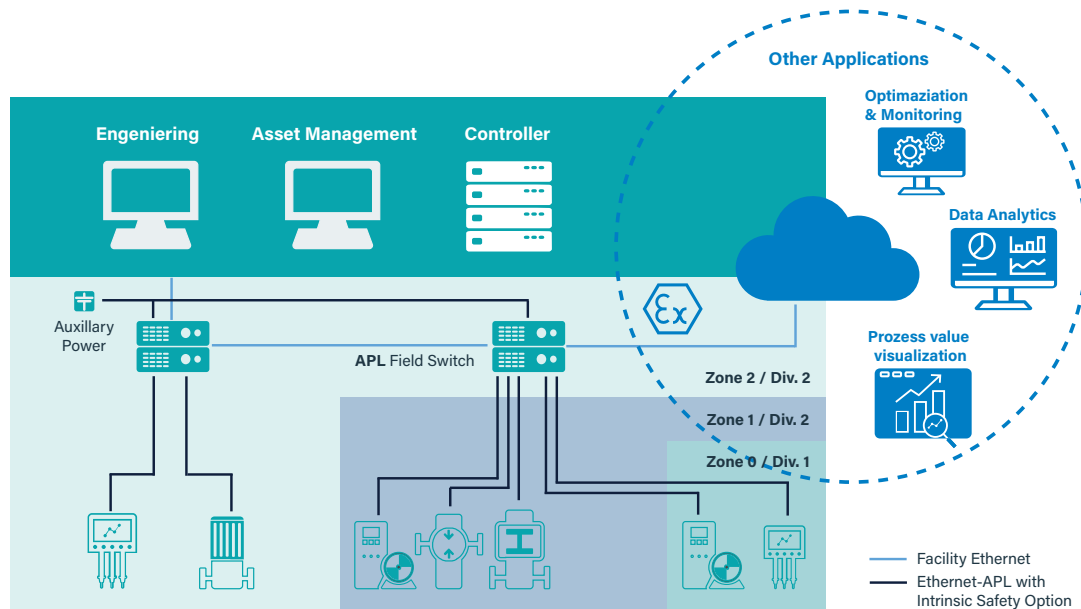 Other Applications
Optimaziation
& Monitoring
Engeniering
Asset Management
Controller
Data Analytics
Ex
Auxillary
Power
APL Field Switch
Prozess value
visualization
Zone 2 / Div. 2
Zone 1 / Div. 2
Zone 0 / Div. 1
Facility Ethernet
Ethernet-APL with
Intrinsic Safety Option